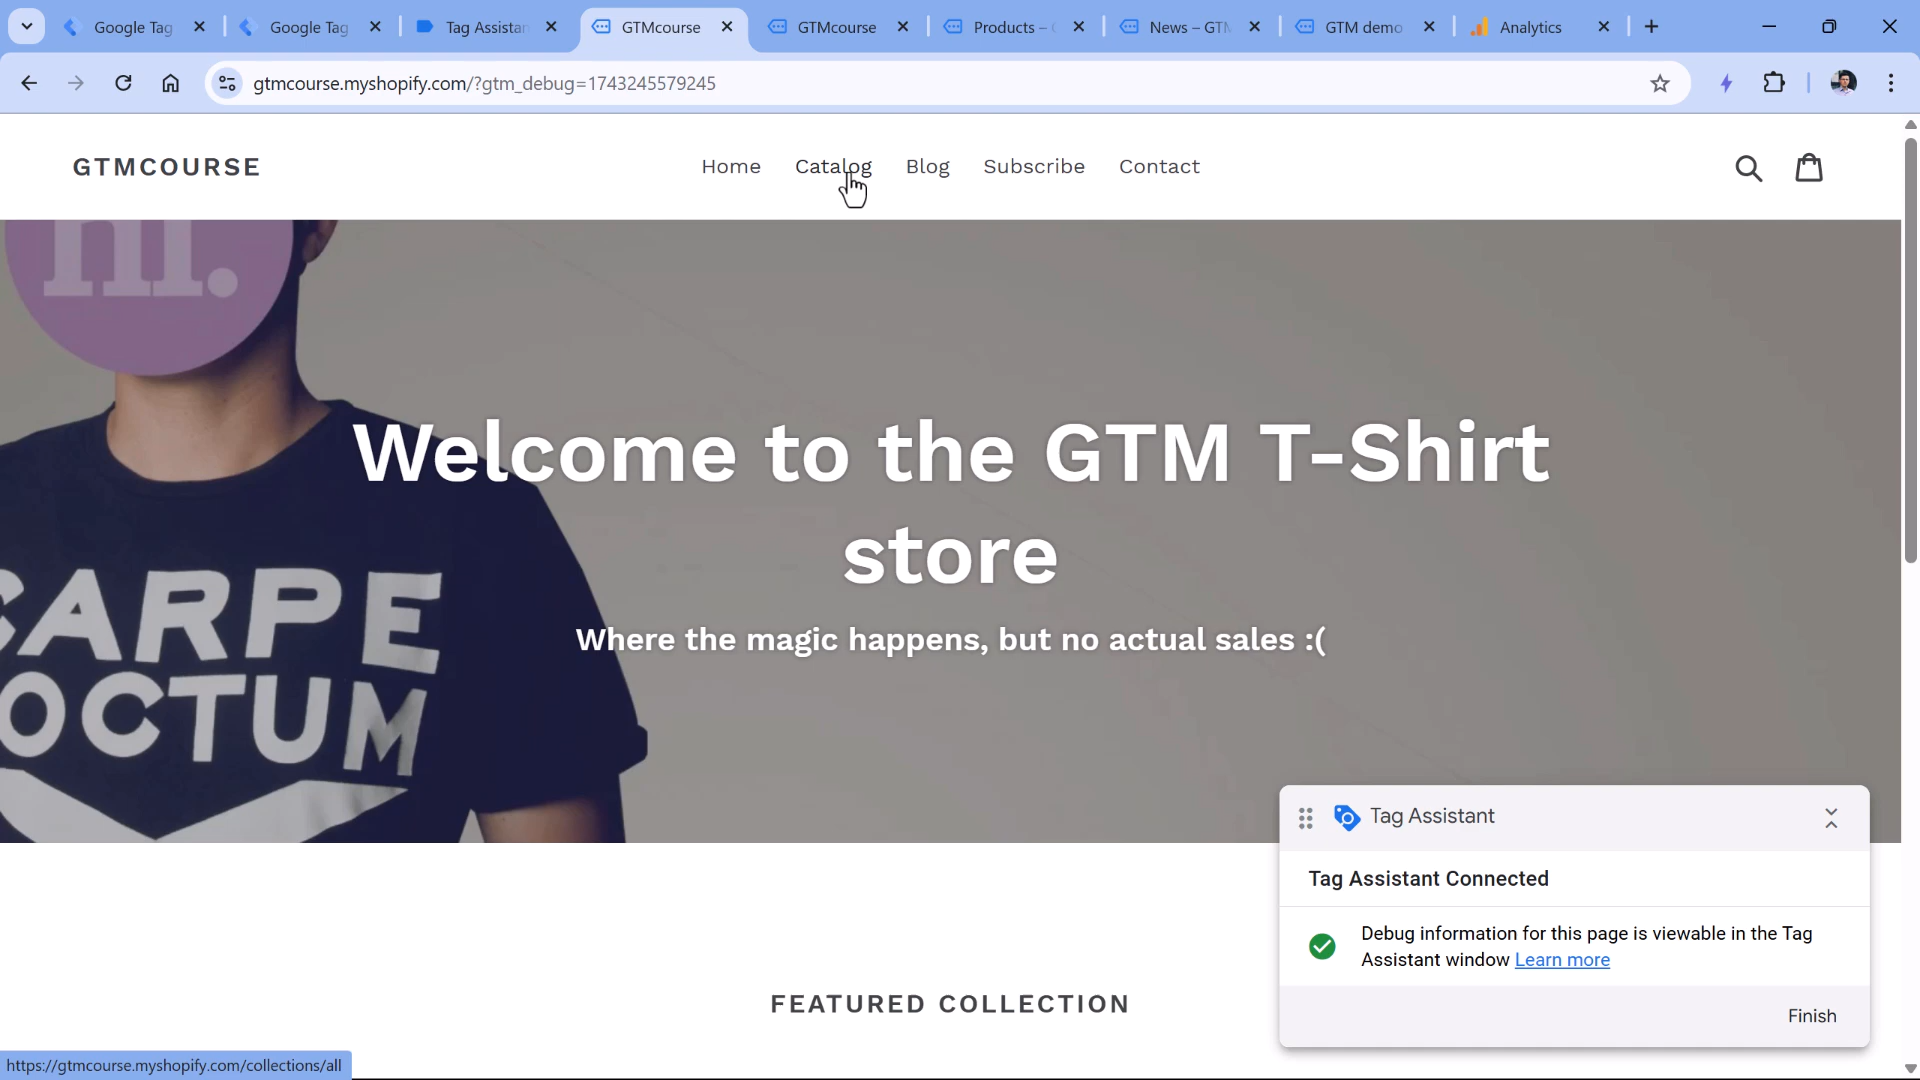 Google Tag
Google Tag
Tag Assistan
GTMcourse
GTMcourse
Products – G
News – GTM
GTM demo
Analytics
gtmcourse.myshopify.com/?gtm_debug=1743245579245
GTMCOURSE
Home
Catalog
Blog
Subscribe
Contact
hi.
CARPE
NOCTUM
Welcome to the GTM T-Shirt
store
Where the magic happens, but no actual sales :(
Tag Assistant
Tag Assistant Connected
Debug information for this page is viewable in the Tag
Assistant window Learn more
Finish
FEATURED COLLECTION
https://gtmcourse.myshopify.com/collections/all